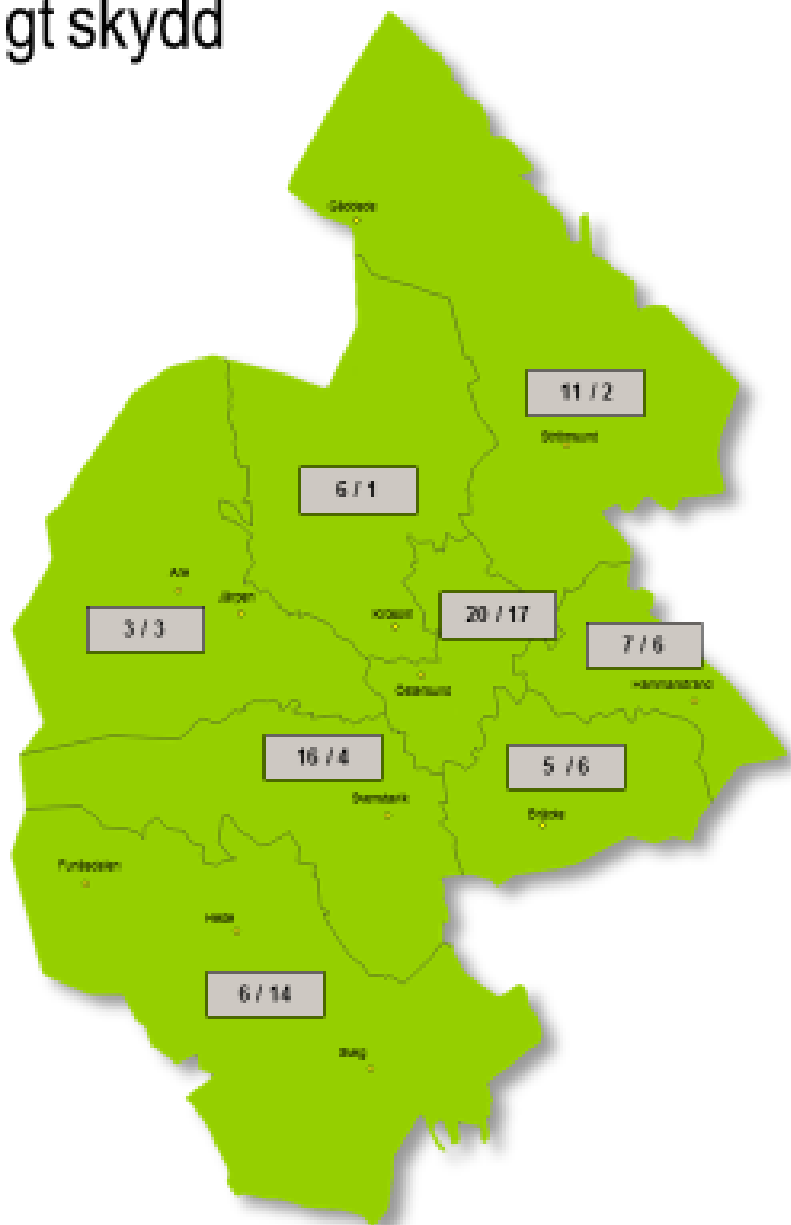 gt skydd
Gäddede
11 / 2
Strömsund
6 / 1
Åre
Järpen
Krokom
20 / 17
3 / 3
7 / 6
Hammarstrand
Östersund
16 / 4
5 / 6
Svenstavik
Bräcke
Funäsdalen
Hede
6 / 14
Sveg